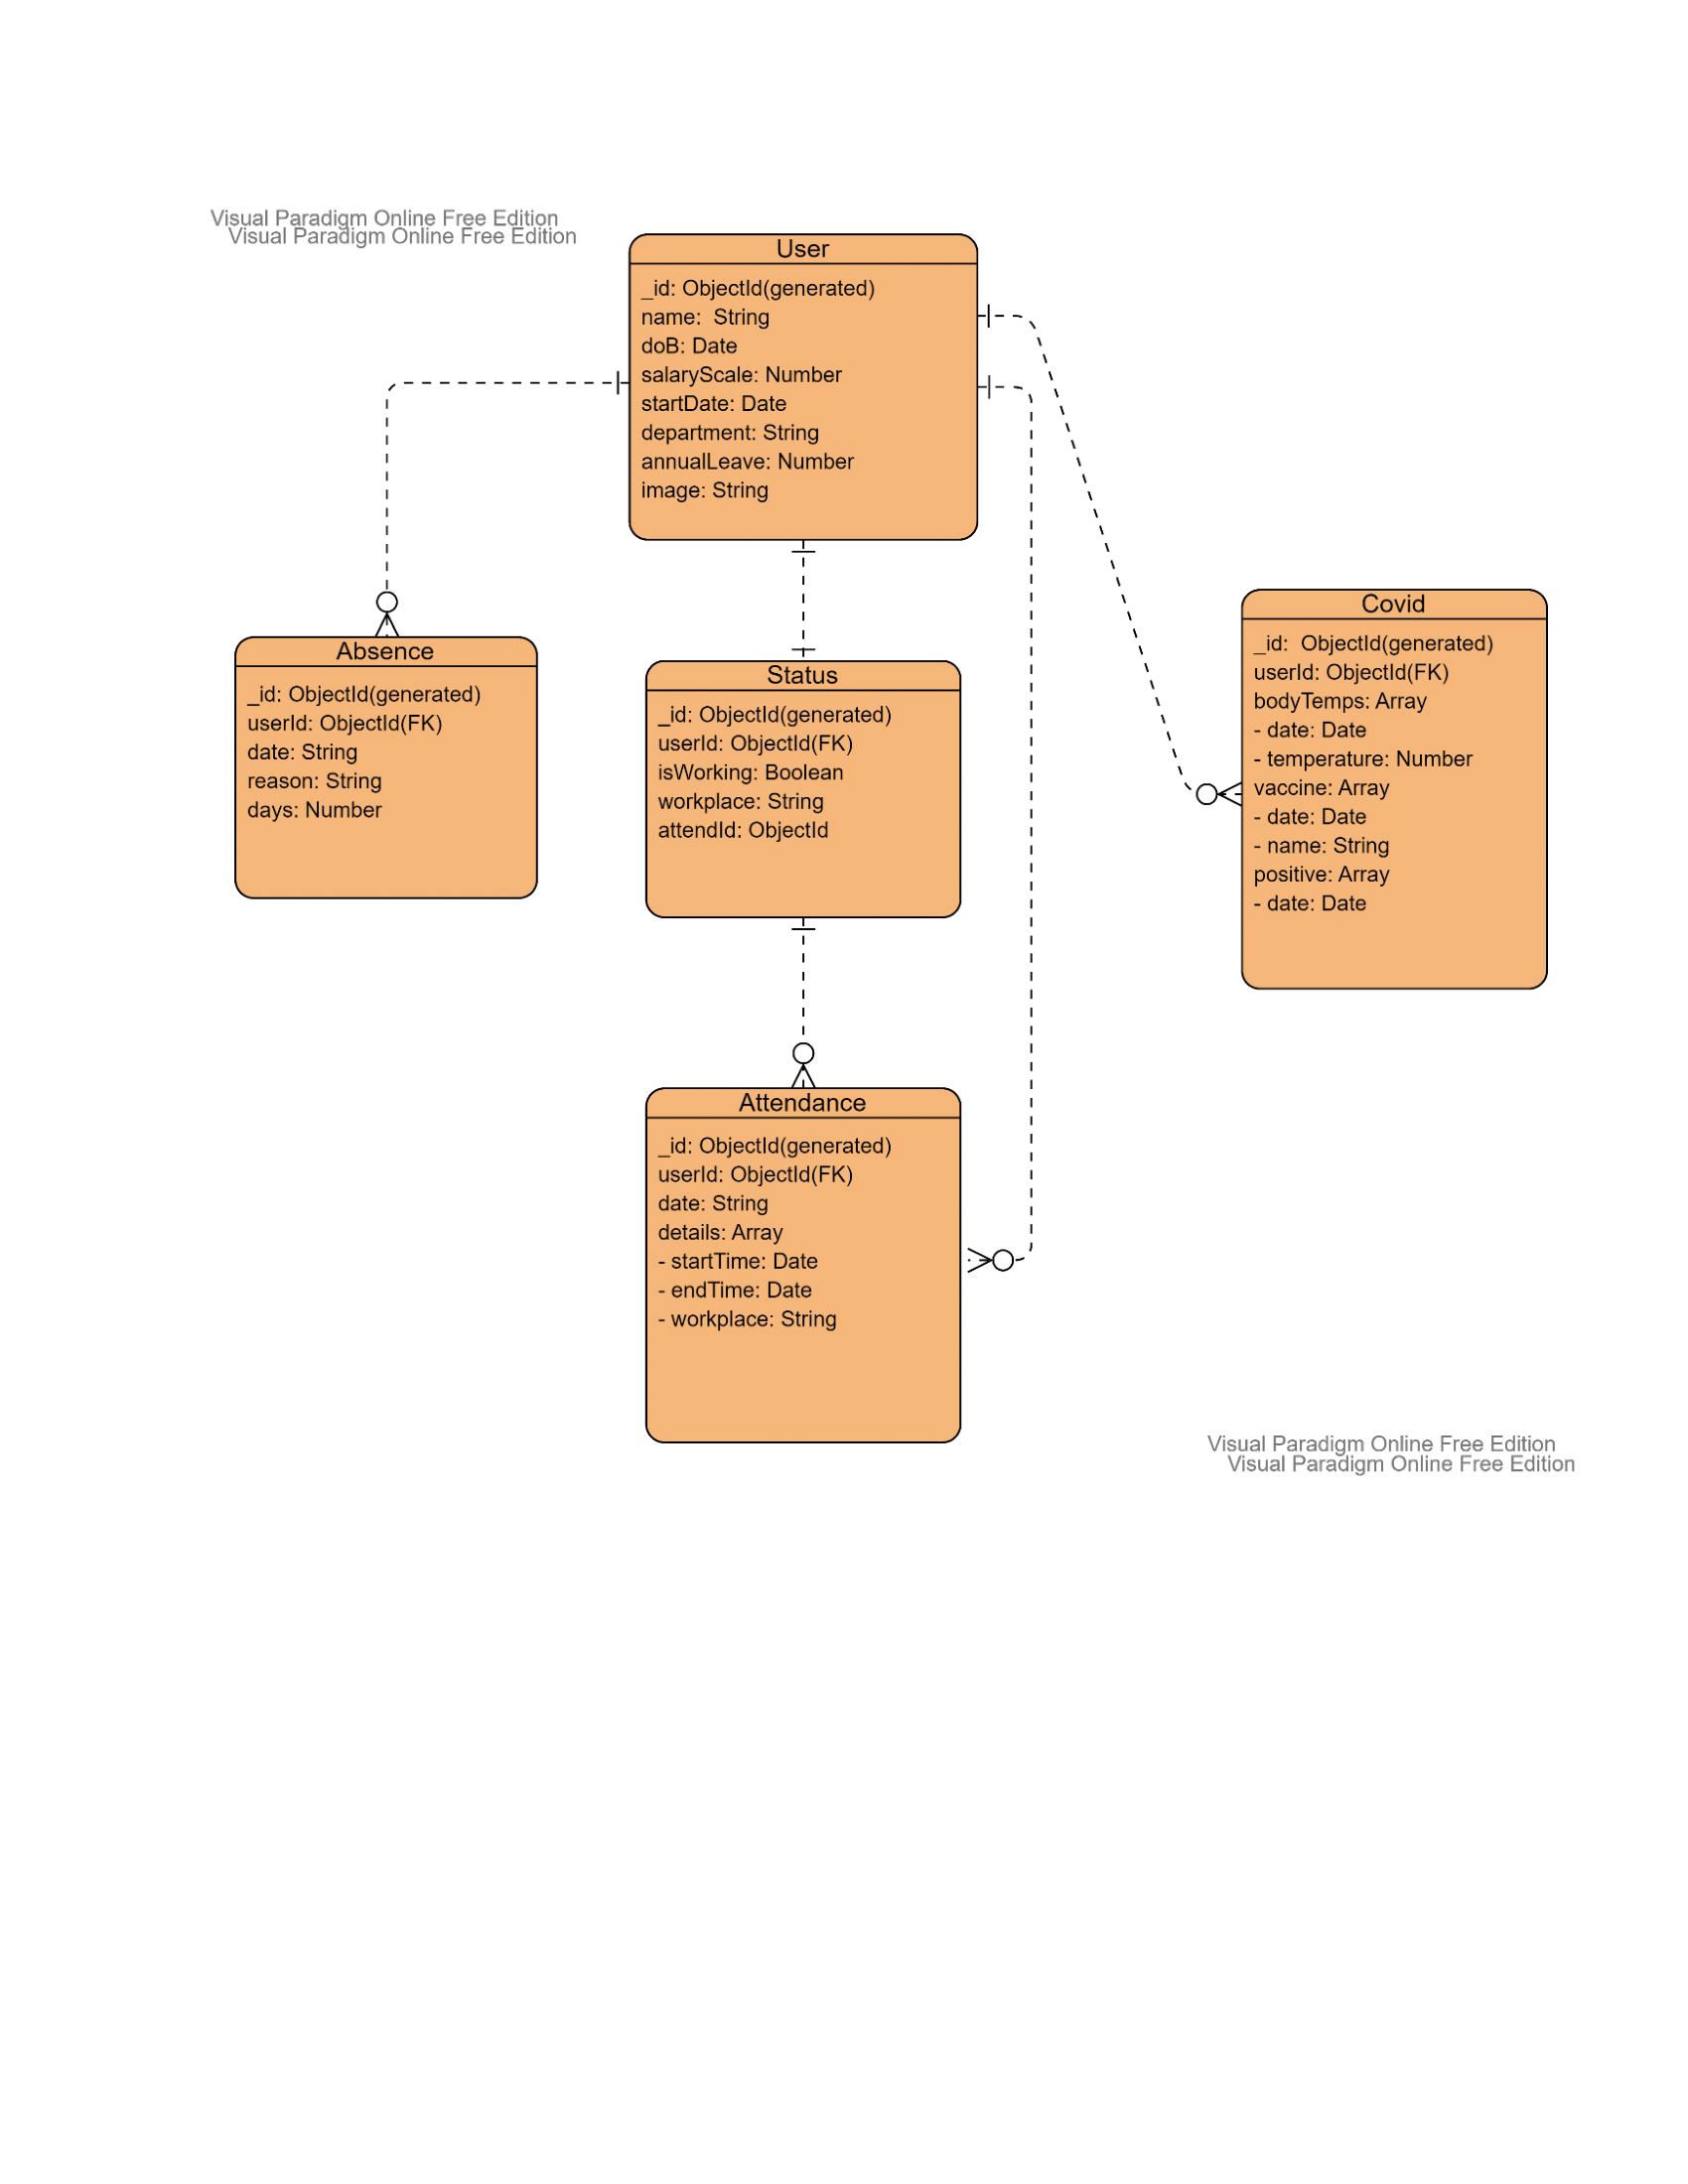 Visual Paradigm Online Free Edition
Visual Paradigm Online Free Edition
User
_id: ObjectId(generated)
name: String
doB: Date
salaryScale: Number
startDate: Date
department: String
annualLeave: Number
image: String
Absence
_id: ObjectId(generated)
userId: ObjectId(FK)
date: String
reason: String
days: Number
Status
_id: ObjectId(generated)
userId: ObjectId(FK)
isWorking: Boolean
workplace: String
attendId: ObjectId
Covid
_id: ObjectId(generated)
userId: ObjectId(FK)
bodyTemps: Array
- date: Date
- temperature: Number
vaccine: Array
- date: Date
- name: String
positive: Array
- date: Date
Attendance
_id: ObjectId(generated)
userId: ObjectId(FK)
date: String
details: Array
- startTime: Date
- endTime: Date
- workplace: String
Visual Paradigm Online Free Edition
Visual Paradigm Online Free Edition